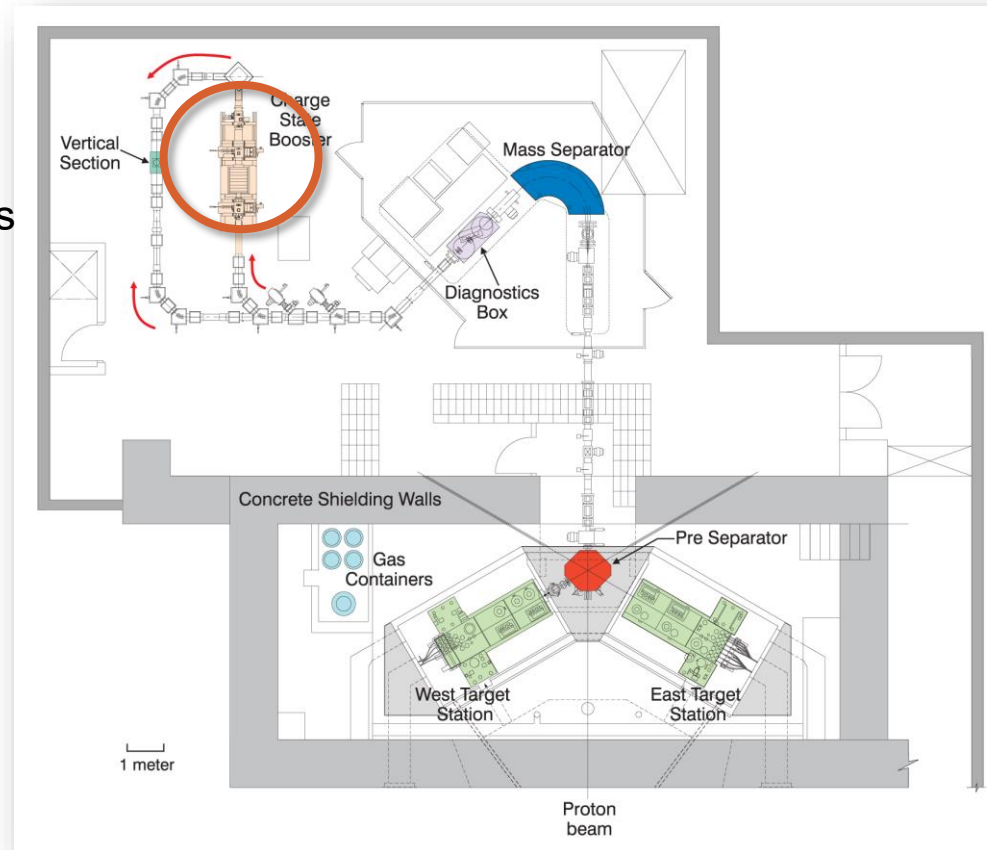 Charge
State
Booster
Vertical
Section
Mass Separator
s
Diagnostics
Box
Concrete Shielding Walls
Pre Separator
Gas
Containers
West Target
Station
East Target
Station
1 meter
Proton
beam